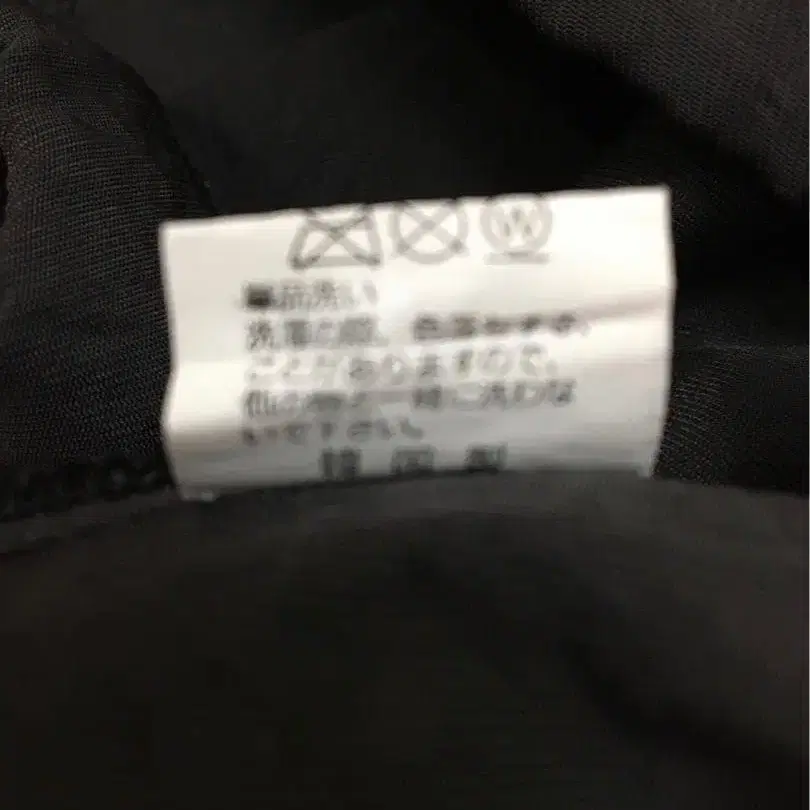 W
単品洗い
洗濯の際、色落ちする
ことがありますので、
他の物と一緒に洗わな
いで下さい。
韓国製